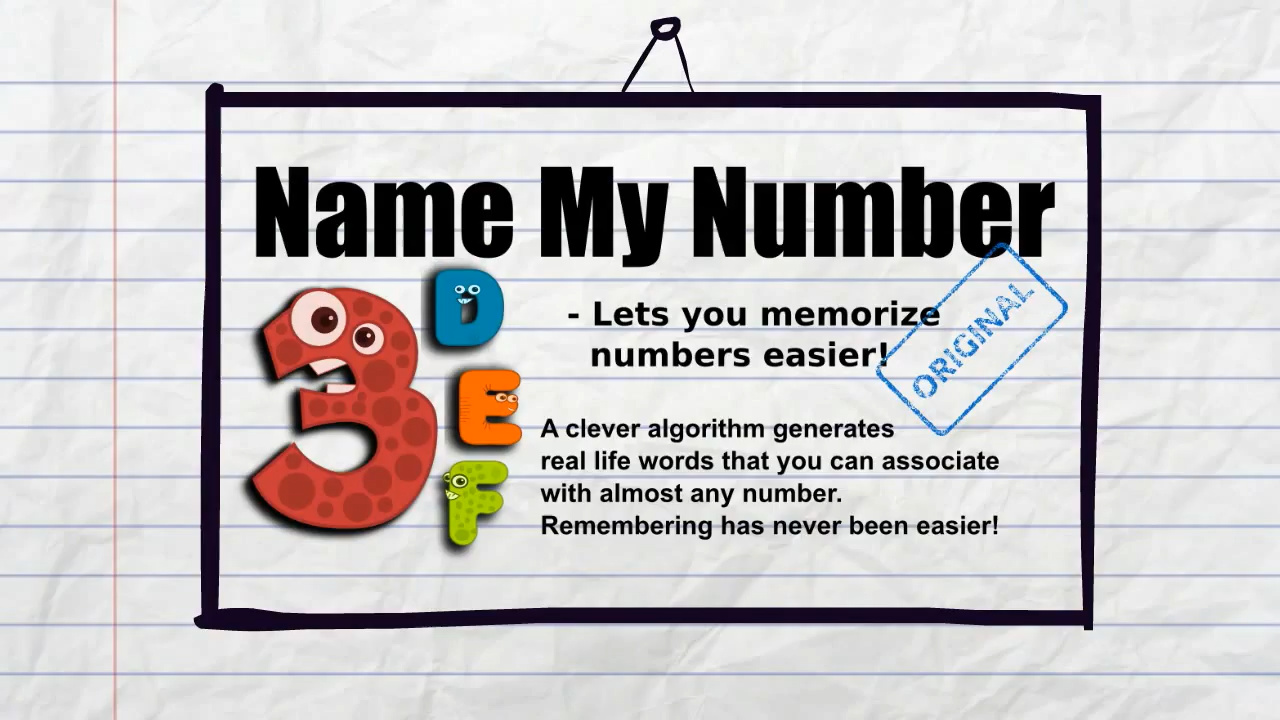 Name My Number
3
D
E
F
- Lets you memorize
numbers easier!
ORIGINAL
A clever algorithm generates
real life words that you can associate
with almost any number.
Remembering has never been easier!